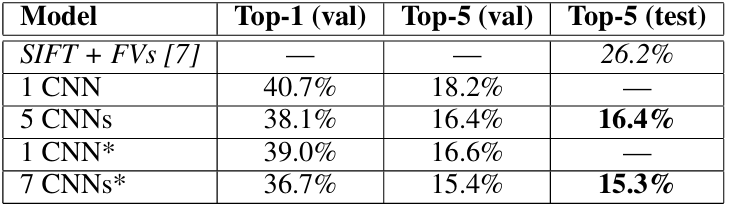 Model Top-1 (val) Top-5 (val) Top-5 (test)
SIFT + FVs [7] — — 26.2%
1 CNN 40.7% 18.2% —
5 CNNs 38.1% 16.4% 16.4%
1 CNN* 39.0% 16.6% —
7 CNNs* 36.7% 15.4% 15.3%